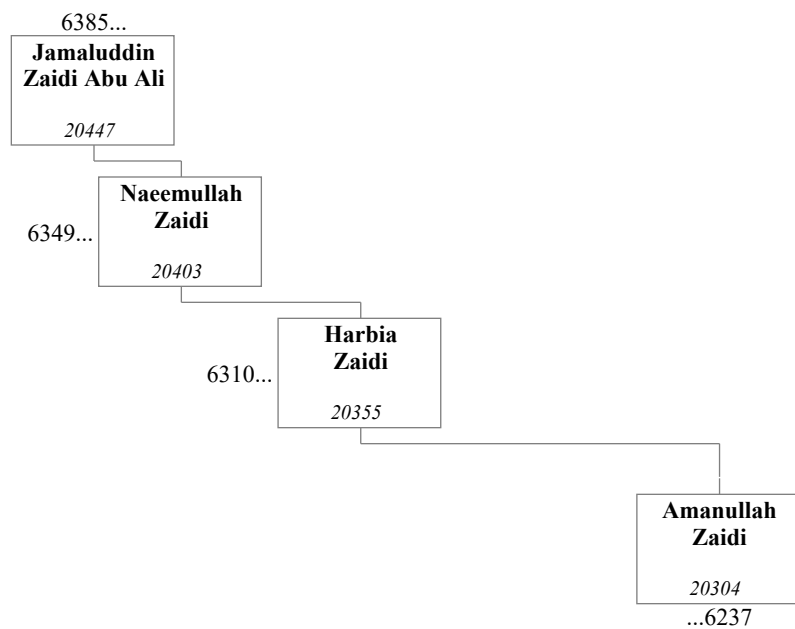 6385...
Jamaluddin
Zaidi Abu Ali
20447
Naeemullah
Zaidi
6349...
20403
Harbia
Zaidi
6310...
20355
Amanullah
Zaidi
20304
...6237